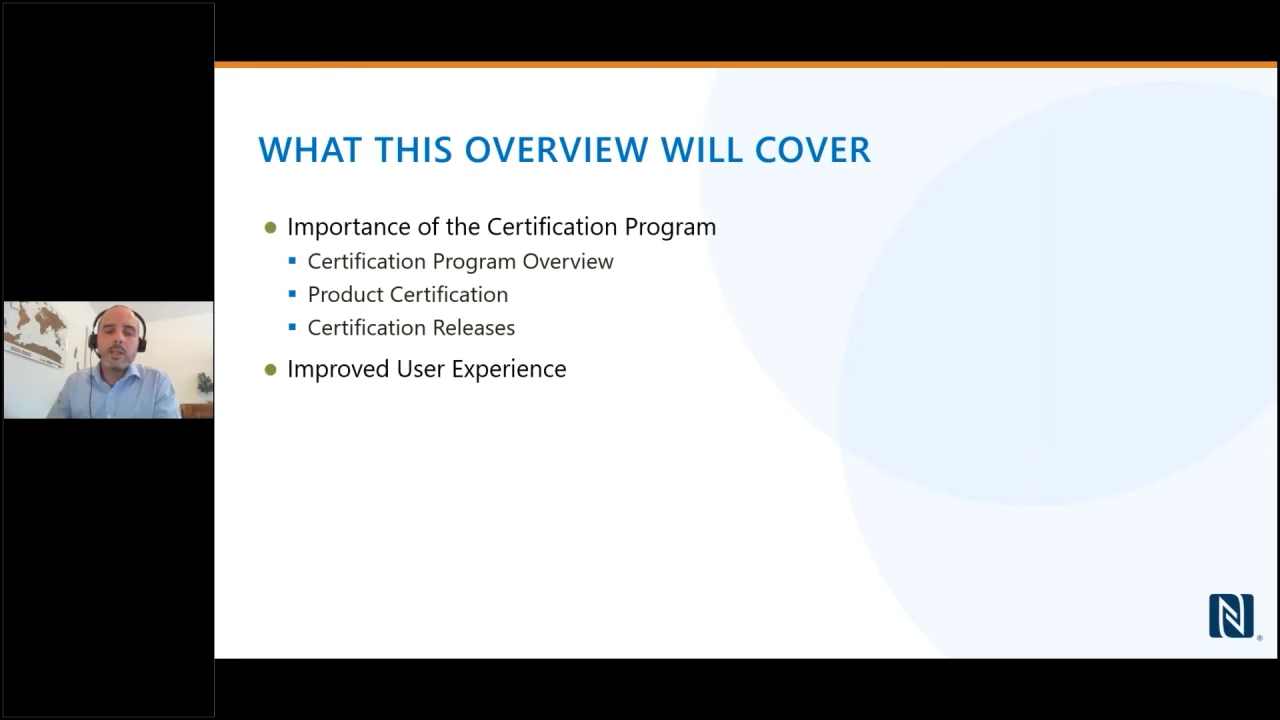 WHAT THIS OVERVIEW WILL COVER
Importance of the Certification Program
Certification Program Overview
Product Certification
Certification Releases
Improved User Experience